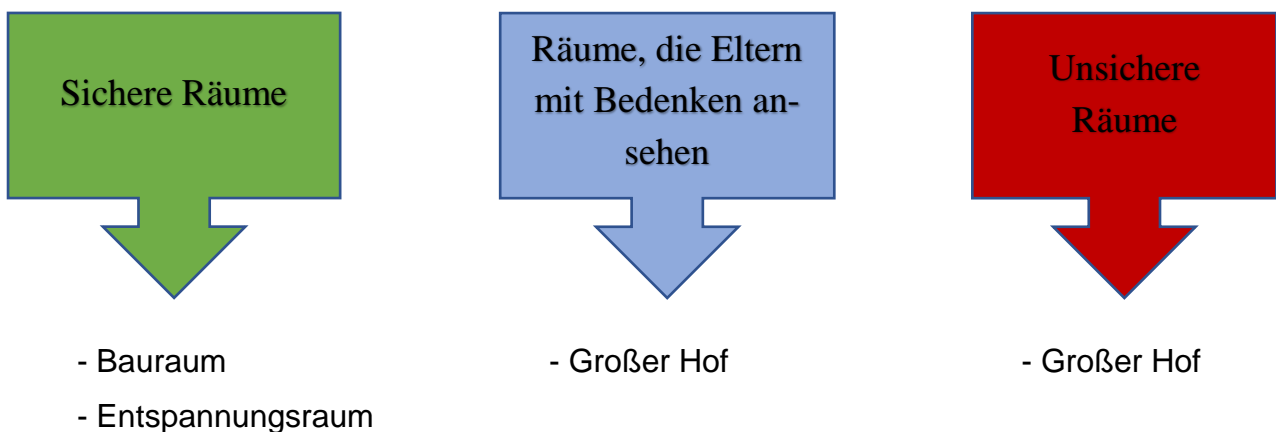 Sichere Räume
Räume, die Eltern
mit Bedenken an-
sehen
Unsichere
Räume
- Bauraum
- Entspannungsraum
- Großer Hof
- Großer Hof